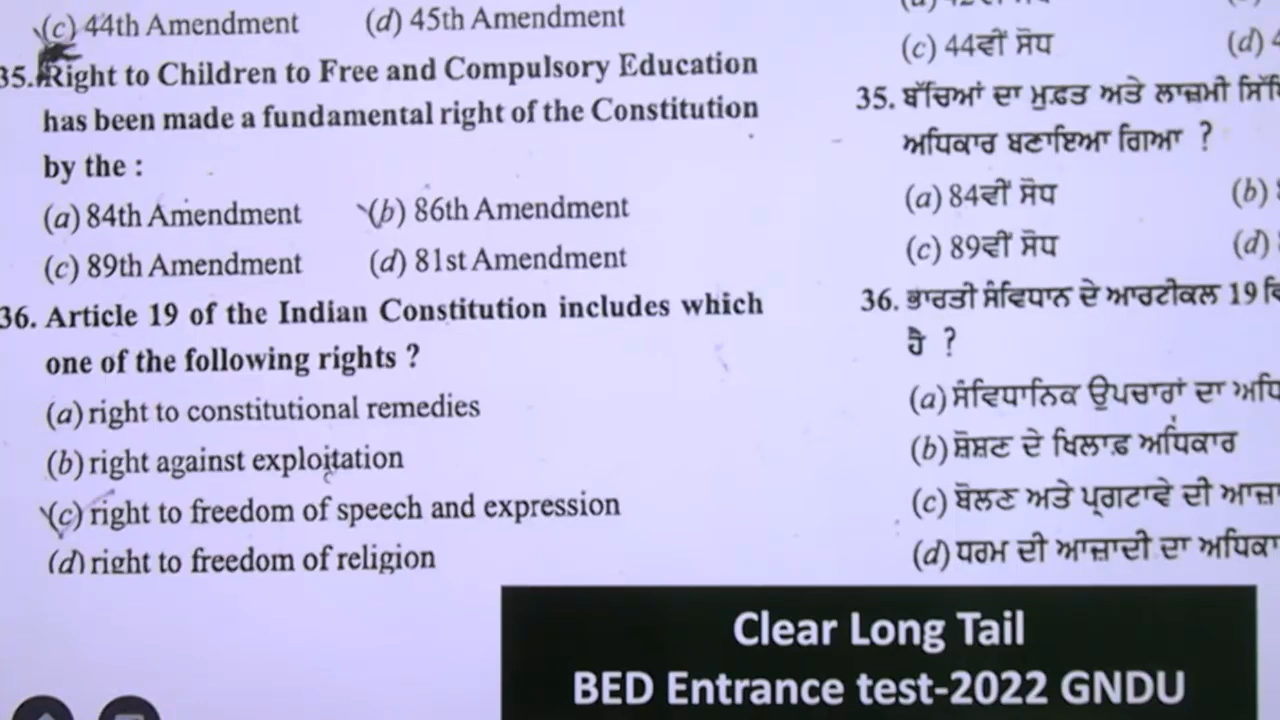 (c) 44th Amendment (d) 45th Amendment
35. Right to Children to Free and Compulsory Education
has been made a fundamental right of the Constitution
by the :
(a) 84th Amendment (b) 86th Amendment
(c) 89th Amendment (d) 81st Amendment
36. Article 19 of the Indian Constitution includes which
one of the following rights ?
(a) right to constitutional remedies
(b) right against exploitation
(c) right to freedom of speech and expression
(d) right to freedom of religion
(c) 44ਵੀਂ ਸੋਧ (d)
35. ਬੱਚਿਆਂ ਦਾ ਮੁਫ਼ਤ ਅਤੇ ਲਾਜ਼ਮੀ
ਅਧਿਕਾਰ ਬਣਾਇਆ ਗਿਆ ?
(a) 84ਵੀਂ ਸੋਧ (b)
(c) 89ਵੀਂ ਸੋਧ (d)
36. ਭਾਰਤੀ ਸੰਵਿਧਾਨ ਦੇ ਆਰਟੀਕਲ 19
ਹੈ ?
(a) ਸੰਵਿਧਾਨਿਕ ਉਪਚਾਰਾਂ ਦਾ
(b) ਸ਼ੋਸ਼ਣ ਦੇ ਖਿਲਾਫ਼ ਅਧਿਕਾਰ
(c) ਬੋਲਣ ਅਤੇ ਪ੍ਰਗਟਾਵੇ ਦੀ
(d) ਧਰਮ ਦੀ ਆਜ਼ਾਦੀ ਦਾ
Clear Long Tail
BED Entrance test-2022 GNDU